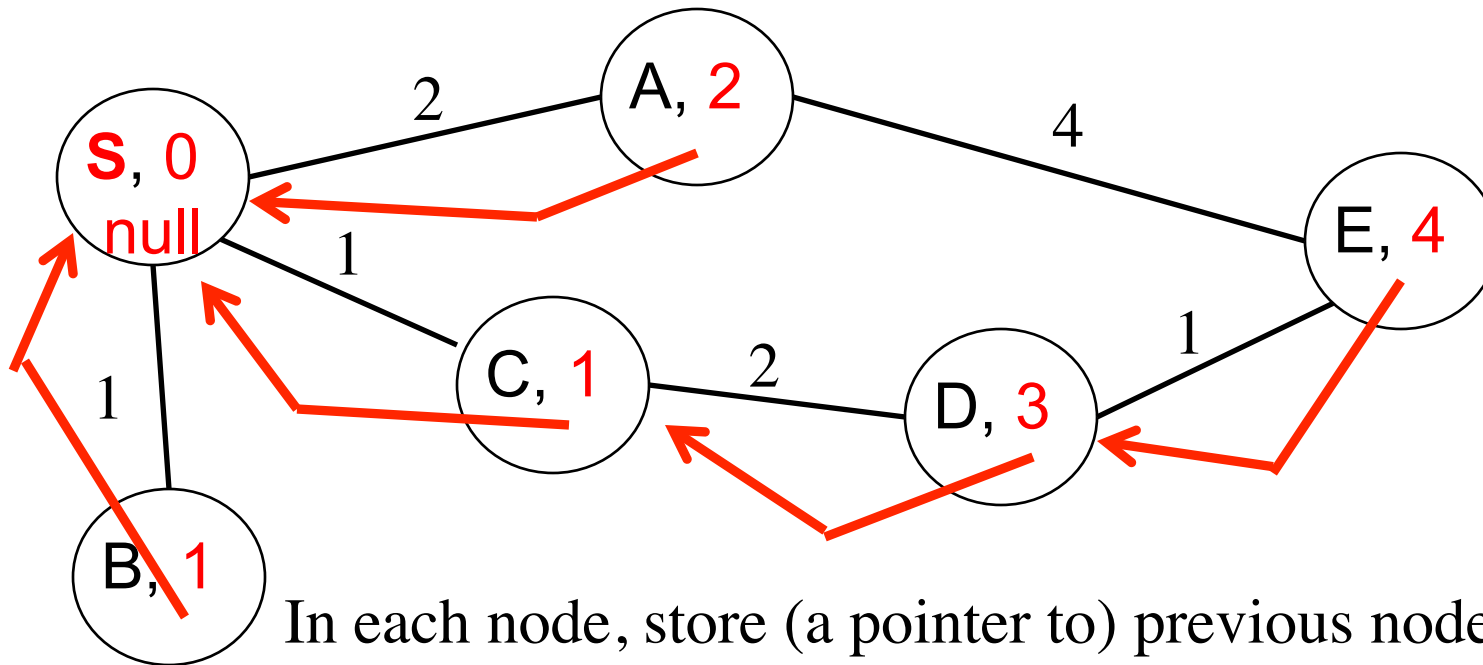 A, 2
2
4
S, 0
null
E, 4
1
C, 1
2
1
D, 3
1
B, 1
In each node, store (a pointer to) previous node